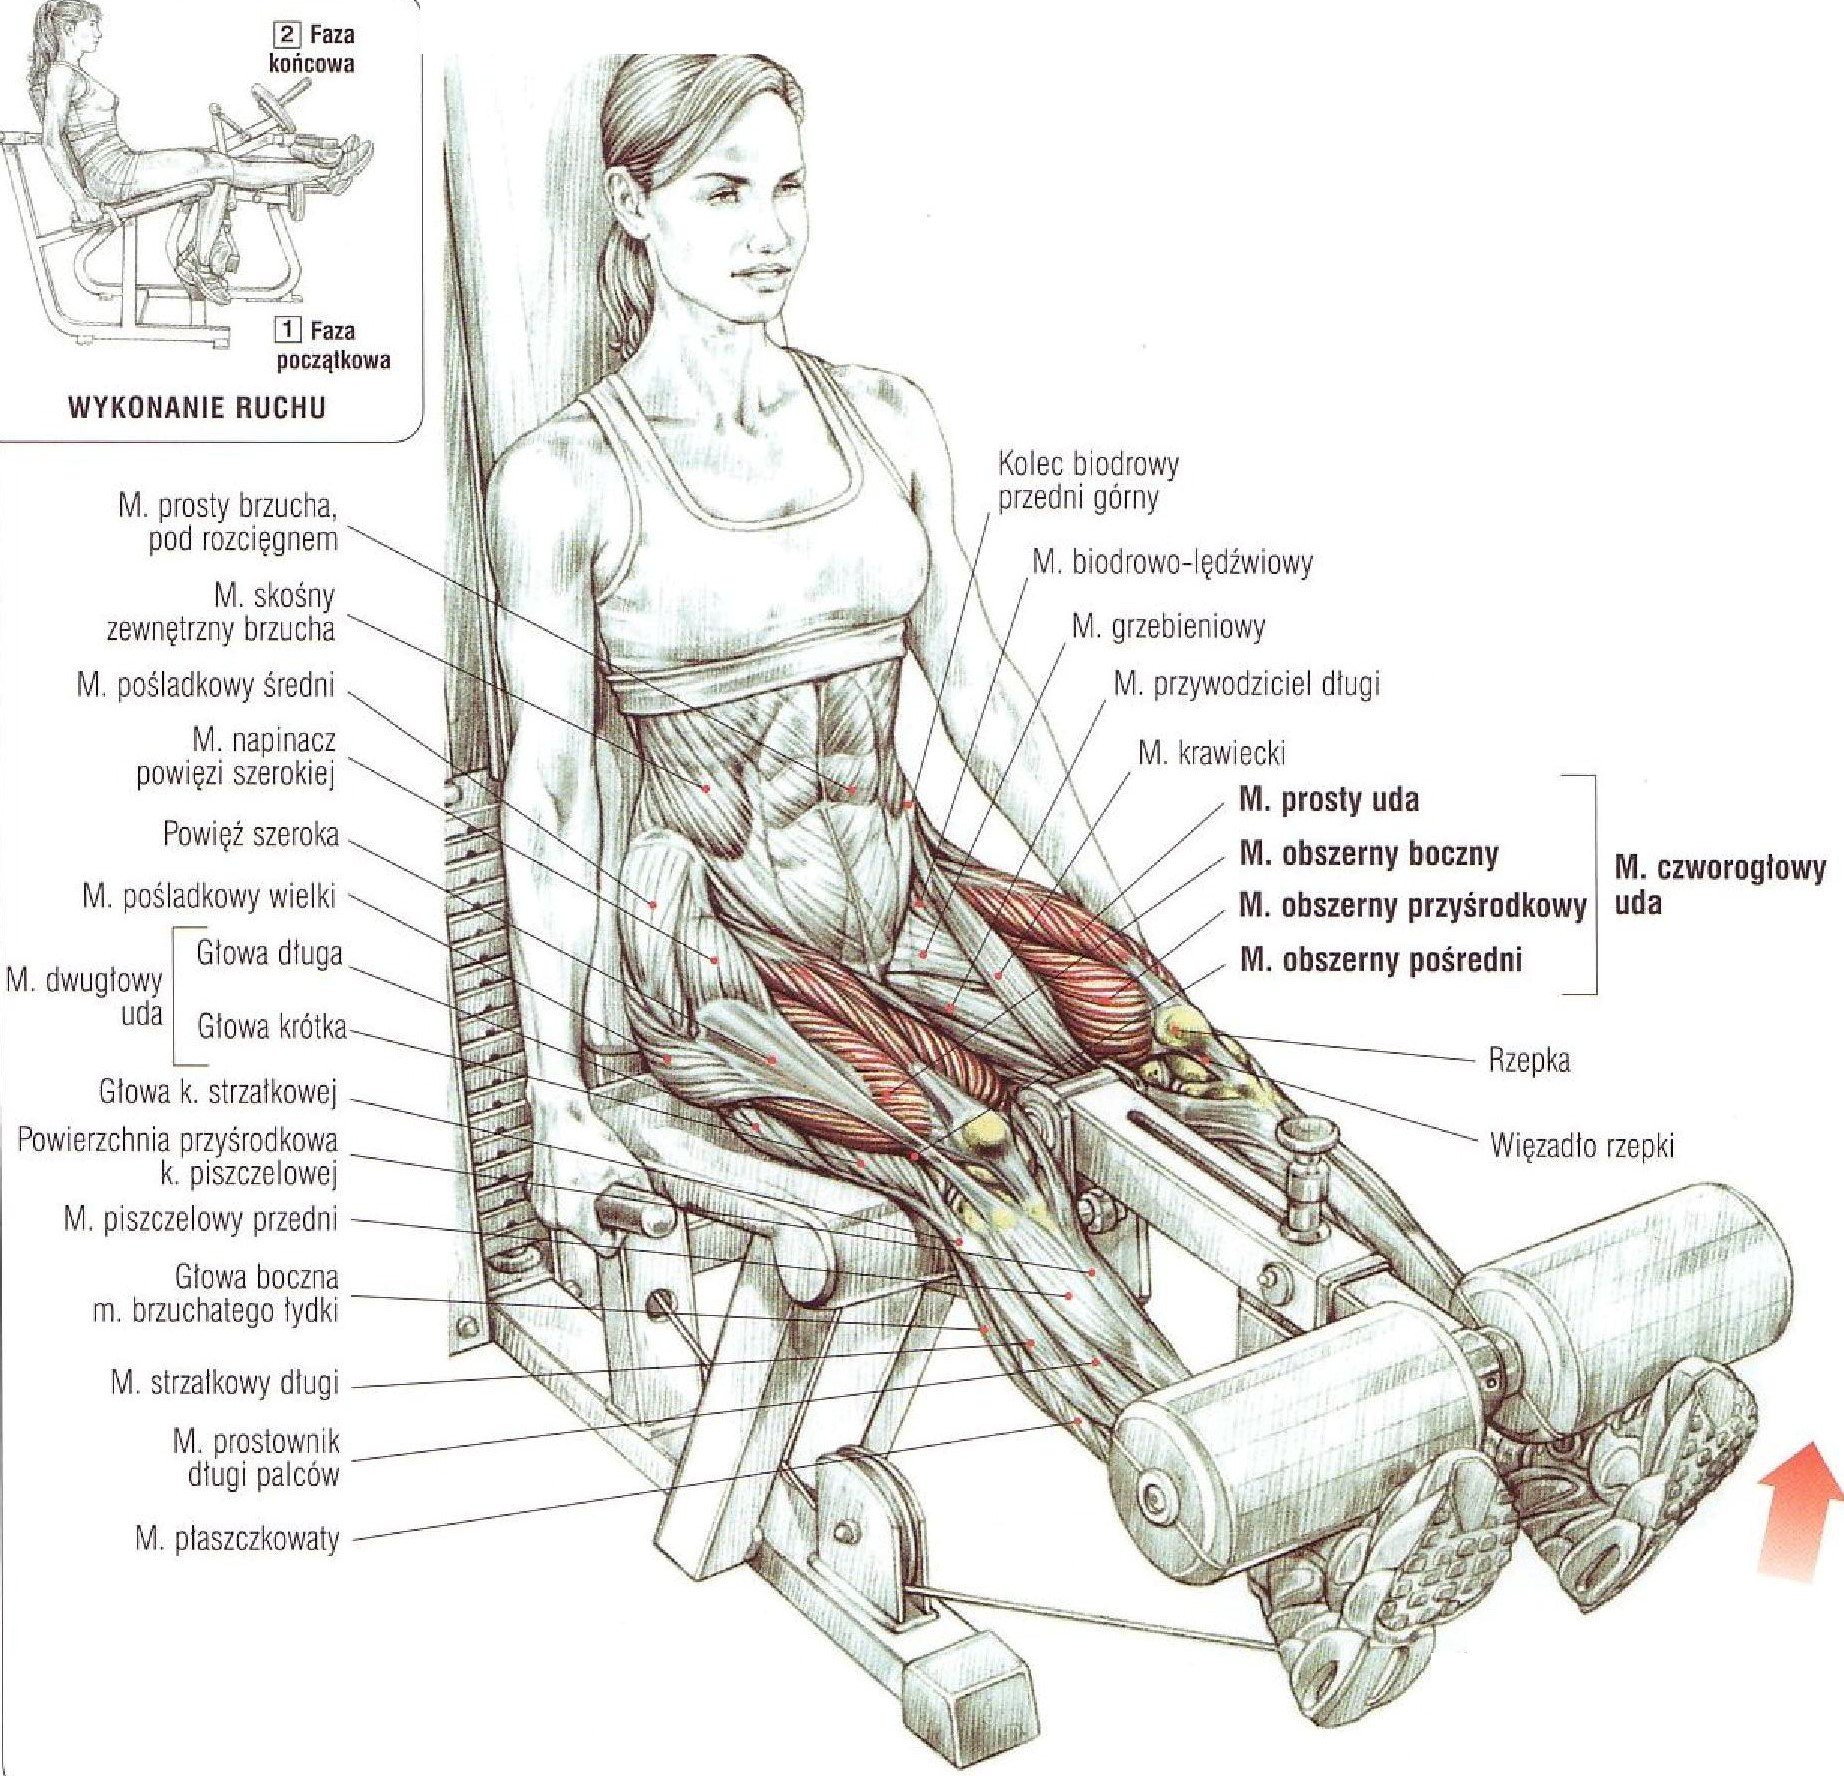 2 Faza
końcowa
1 Faza
początkowa
WYKONANIE RUCHU
M. prosty brzucha,
pod rozcięgnem
M. skośny
zewnętrzny brzucha
M. pośladkowy średni
M. napinacz
powięzi szerokiej
Powięź szeroka
M. pośladkowy wielki
M. dwugłowy
uda
Głowa długa
Głowa krótka
Głowa k. strzałkowej
Powierzchnia przyśrodkowa
k. piszczelowej
M. piszczelowy przedni
Głowa boczna
m. brzuchatego łydki
M. strzałkowy długi
M. prostownik
długi palców
M. płaszczkowaty
Kolec biodrowy
przedni górny
M. biodrowo-lędźwiowy
M. grzebieniowy
M. przywodziciel długi
M. krawiecki
M. prosty uda
M. obszerny boczny
M. obszerny przyśrodkowy
M. obszerny pośredni
M. czworogłowy
uda
Rzepka
Więzadło rzepki